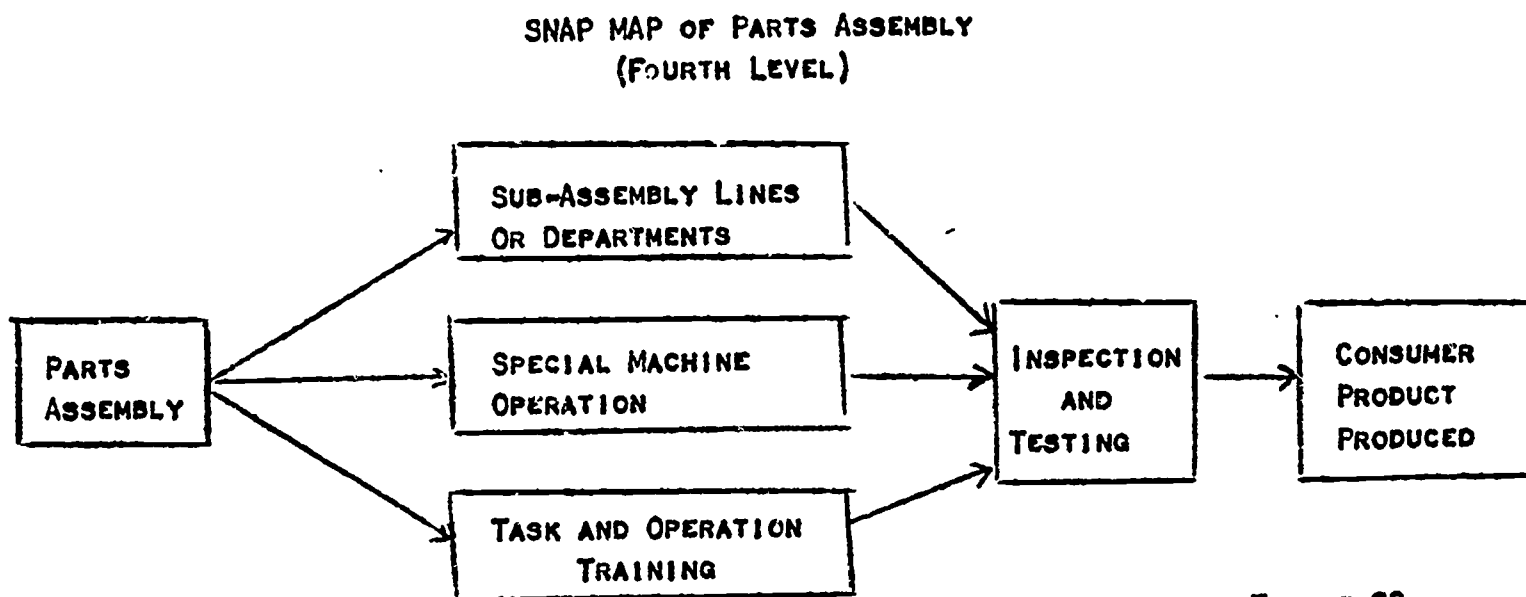 SNAP MAP OF PARTS ASSEMBLY
(FOURTH LEVEL)
SUB-ASSEMBLY LINES
OR DEPARTMENTS
PARTS
ASSEMBLY
SPECIAL MACHINE
OPERATION
TASK AND OPERATION
TRAINING
INSPECTION
AND
TESTING
CONSUMER
PRODUCT
PRODUCED